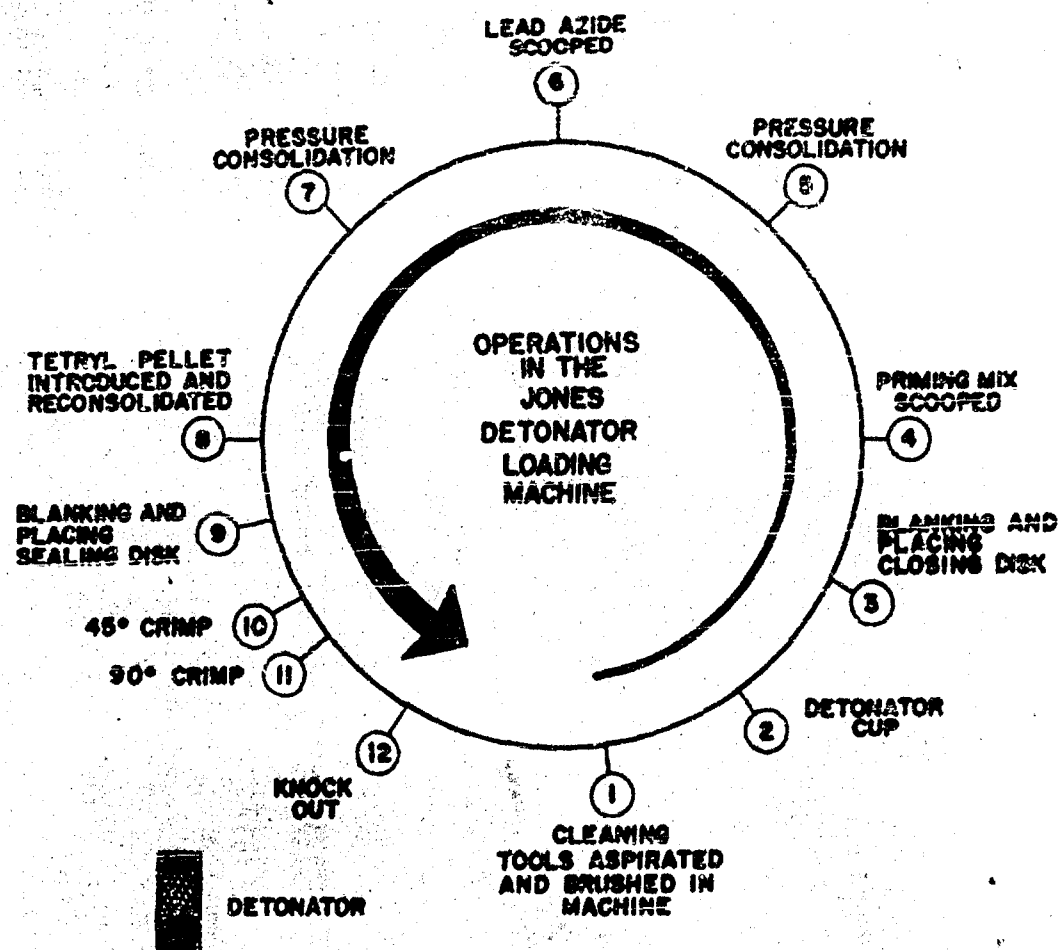 LEAD AZIDE
SCOOPED
6
PRESSURE
CONSOLIDATION
7
PRESSURE
CONSOLIDATION
5
OPERATIONS
IN THE
JONES
DETONATOR
LOADING
MACHINE
TETRYL PELLET
INTRODUCED AND
RECONSOLIDATED
8
PRIMING MIX
SCOOPED
4
BLANKING AND
PLACING
SEALING DISK
9
BLANKING AND
PLACING
CLOSING DISK
3
45° CRIMP
10
90° CRIMP
11
DETONATOR
CUP
2
12
KNOCK
OUT
1
CLEANING
TOOLS ASPIRATED
AND BRUSHED IN
MACHINE
DETONATOR